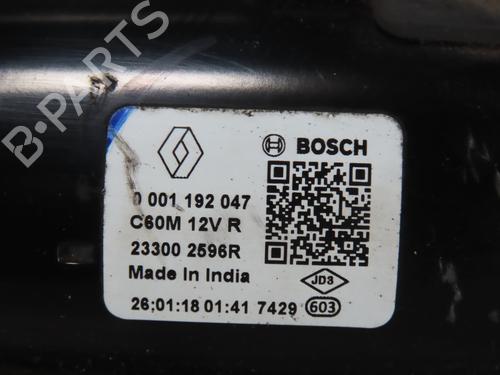 BOSCH
0 001 192 047
C60M 12V R
23300 2596R
Made in India
JD3
26;01:18 01:41 7429 603
B-PARTS